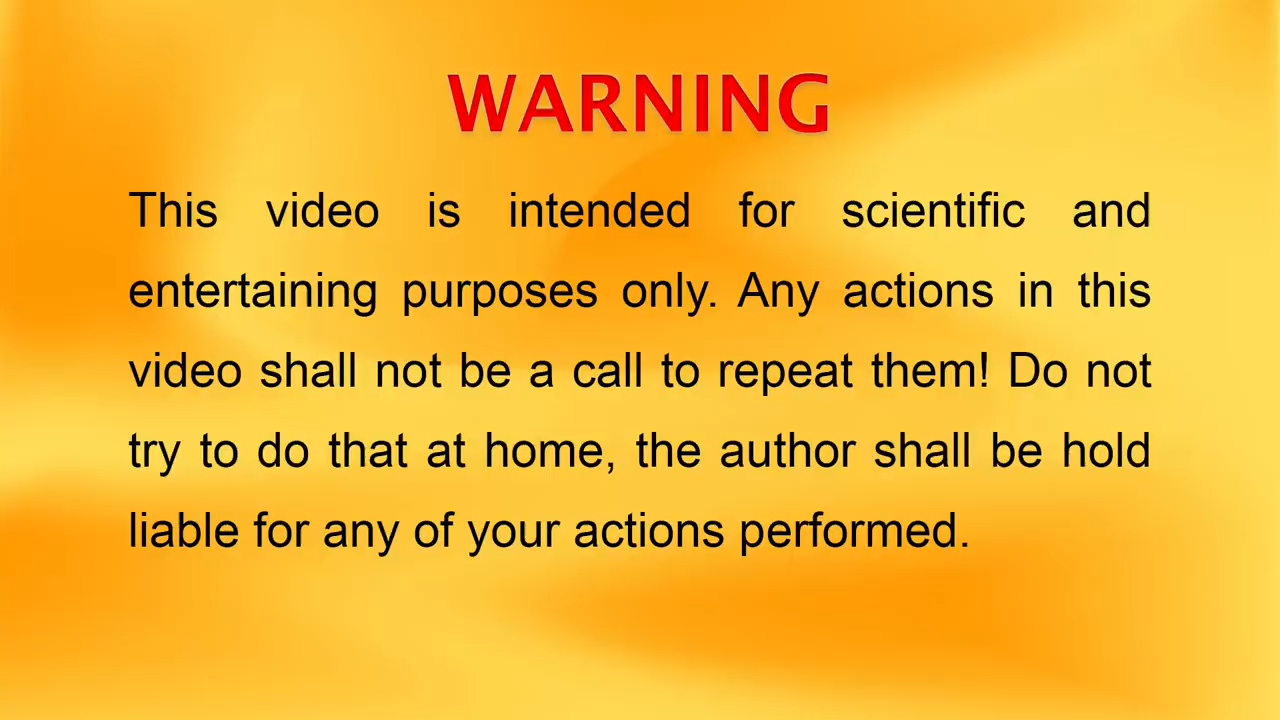 WARNING
This video is intended for scientific and
entertaining purposes only. Any actions in this
video shall not be a call to repeat them! Do not
try to do that at home, the author shall be hold
liable for any of your actions performed.